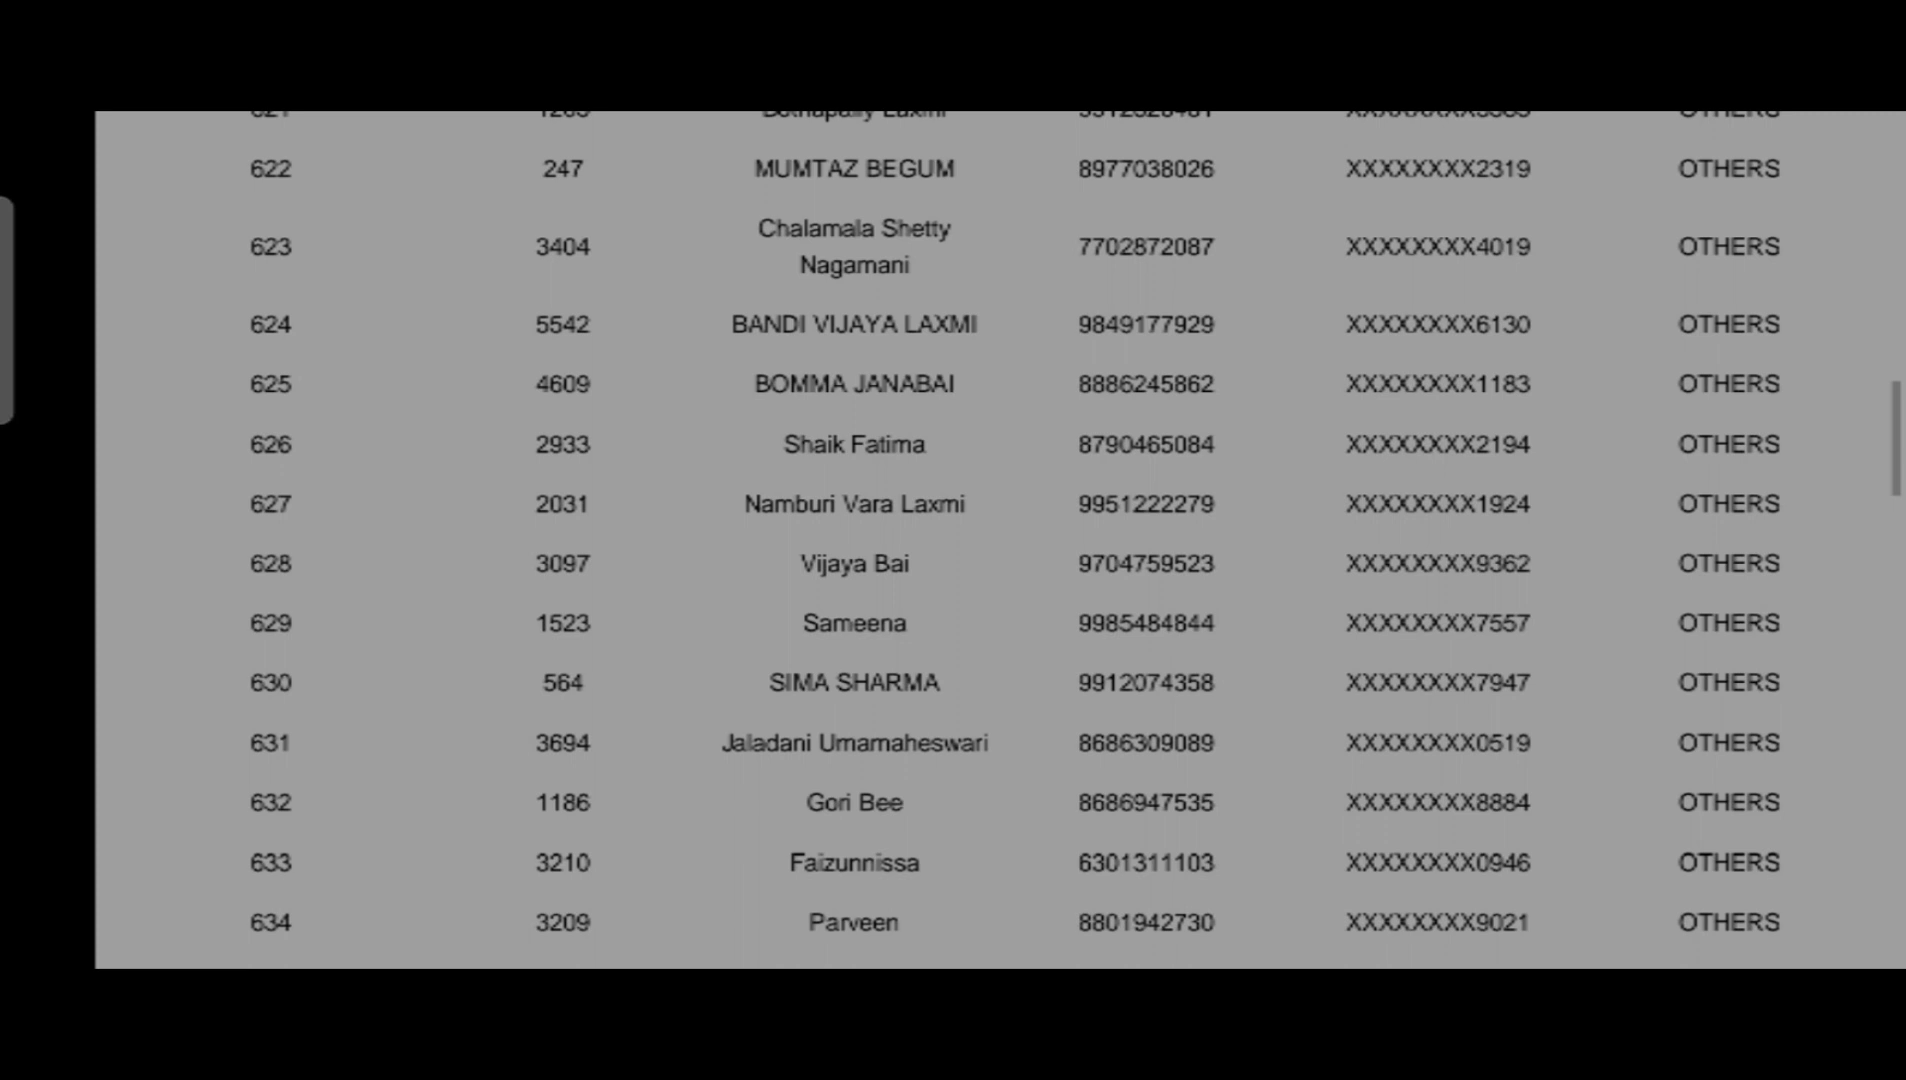 622 247 MUMTAZ BEGUM 8977038026 XXXXXXXX2319 OTHERS
Chalamala Shetty
623 3404 7702872087 XXXXXXXX4019 OTHERS
Nagamani
624 5542 BANDI VIJAYA LAXMI 9849177929 XXXXXXXX6130 OTHERS
625 4609 BOMMA JANABAI 8886245862 XXXXXXXX1183 OTHERS
626 2933 Shaik Fatima 8790465084 XXXXXXXX2194 OTHERS
627 2031 Namburi Vara Laxmi 9951222279 XXXXXXXX1924 OTHERS
628 3097 Vijaya Bai 9704759523 XXXXXXXX9362 OTHERS
629 1523 Sameena 9985484844 XXXXXXXX7557 OTHERS
630 564 SIMA SHARMA 9912074358 XXXXXXXX7947 OTHERS
631 3694 Jaladani Umamaheswari 8686309089 XXXXXXXX0519 OTHERS
632 1186 Gori Bee 8686947535 XXXXXXXX8884 OTHERS
633 3210 Faizunnissa 6301311103 XXXXXXXX0946 OTHERS
634 3209 Parveen 8801942730 XXXXXXXX9021 OTHERS